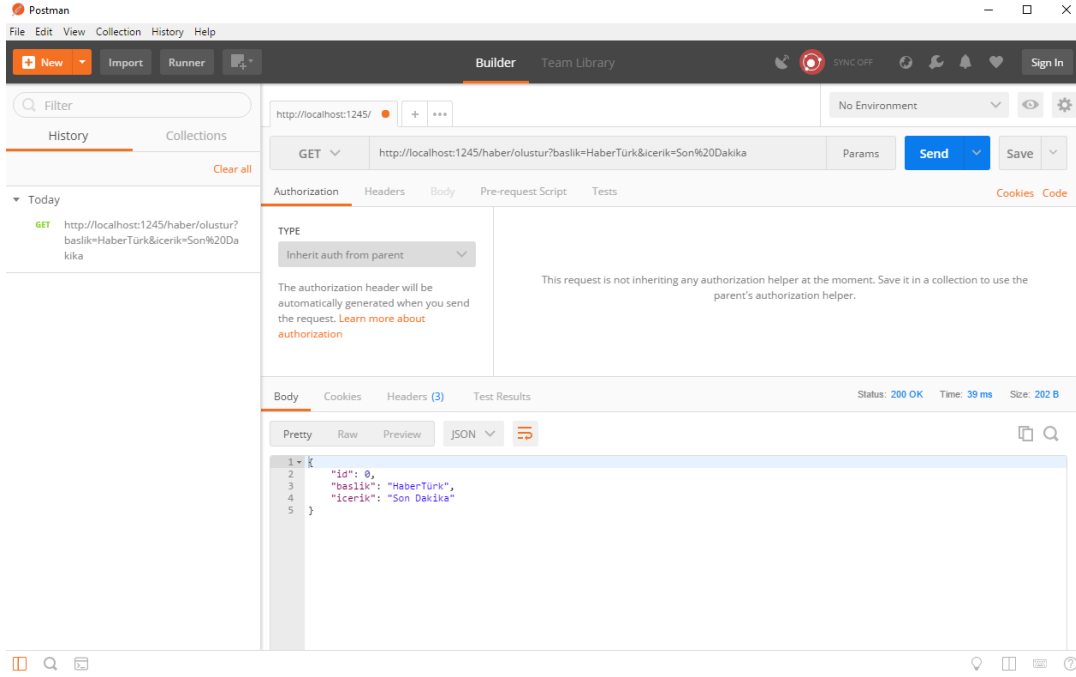 Postman
File Edit View Collection History Help
New Import Runner Builder Team Library SYNC OFF Sign In
Filter
History Collections
Clear all
Today
GET http://localhost:1245/haber/olustur?
baslik=HaberTürk&icerik=Son%20Da
kika
http://localhost:1245/ + •••
No Environment
GET http://localhost:1245/haber/olustur?baslik=HaberTürk&icerik=Son%20Dakika Params Send Save
Authorization Headers Body Pre-request Script Tests Cookies Code
TYPE
Inherit auth from parent
The authorization header will be
automatically generated when you send
the request. Learn more about
authorization
This request is not inheriting any authorization helper at the moment. Save it in a collection to use the
parent's authorization helper.
Body Cookies Headers (3) Test Results Status: 200 OK Time: 39 ms Size: 202 B
Pretty Raw Preview JSON
1 {
2 "id": 0,
3 "baslik": "HaberTürk",
4 "icerik": "Son Dakika"
5 }